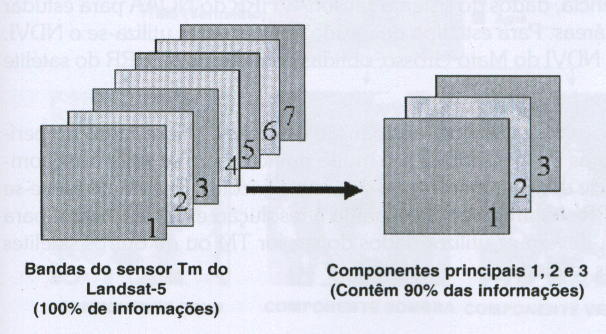 1
2
3
4
5
6
7
1
2
3
Bandas do sensor Tm do
Landsat-5
(100% de informações)
Componentes principais 1, 2 e 3
(Contêm 90% das informações)